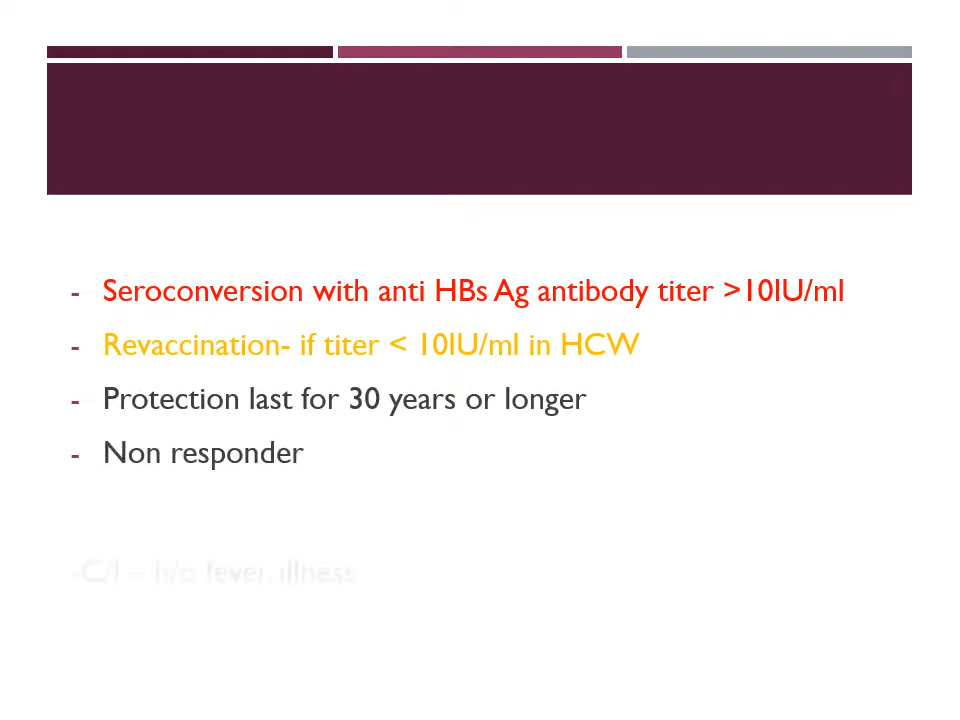 - Seroconversion with anti HBs Ag antibody titer >10IU/ml
- Revaccination- if titer < 10IU/ml in HCW
- Protection last for 30 years or longer
- Non responder
-C/I – h/o fever, illness